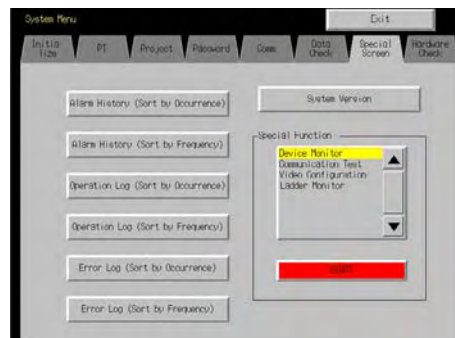 System Menu
Exit
Initia-
lize
PT
Project
Password
Comm
Data
Check
Special
Screen
Hardware
Check
Alarm History (Sort by Occurrence)
Alarm History (Sort by Frequency)
Operation Log (Sort by Occurrence)
Operation Log (Sort by Frequency)
Error Log (Sort by Occurrence)
Error Log (Sort by Frequency)
System Version
Special Function
Device Monitor
Communication Test
Video Configuration
Ladder Monitor